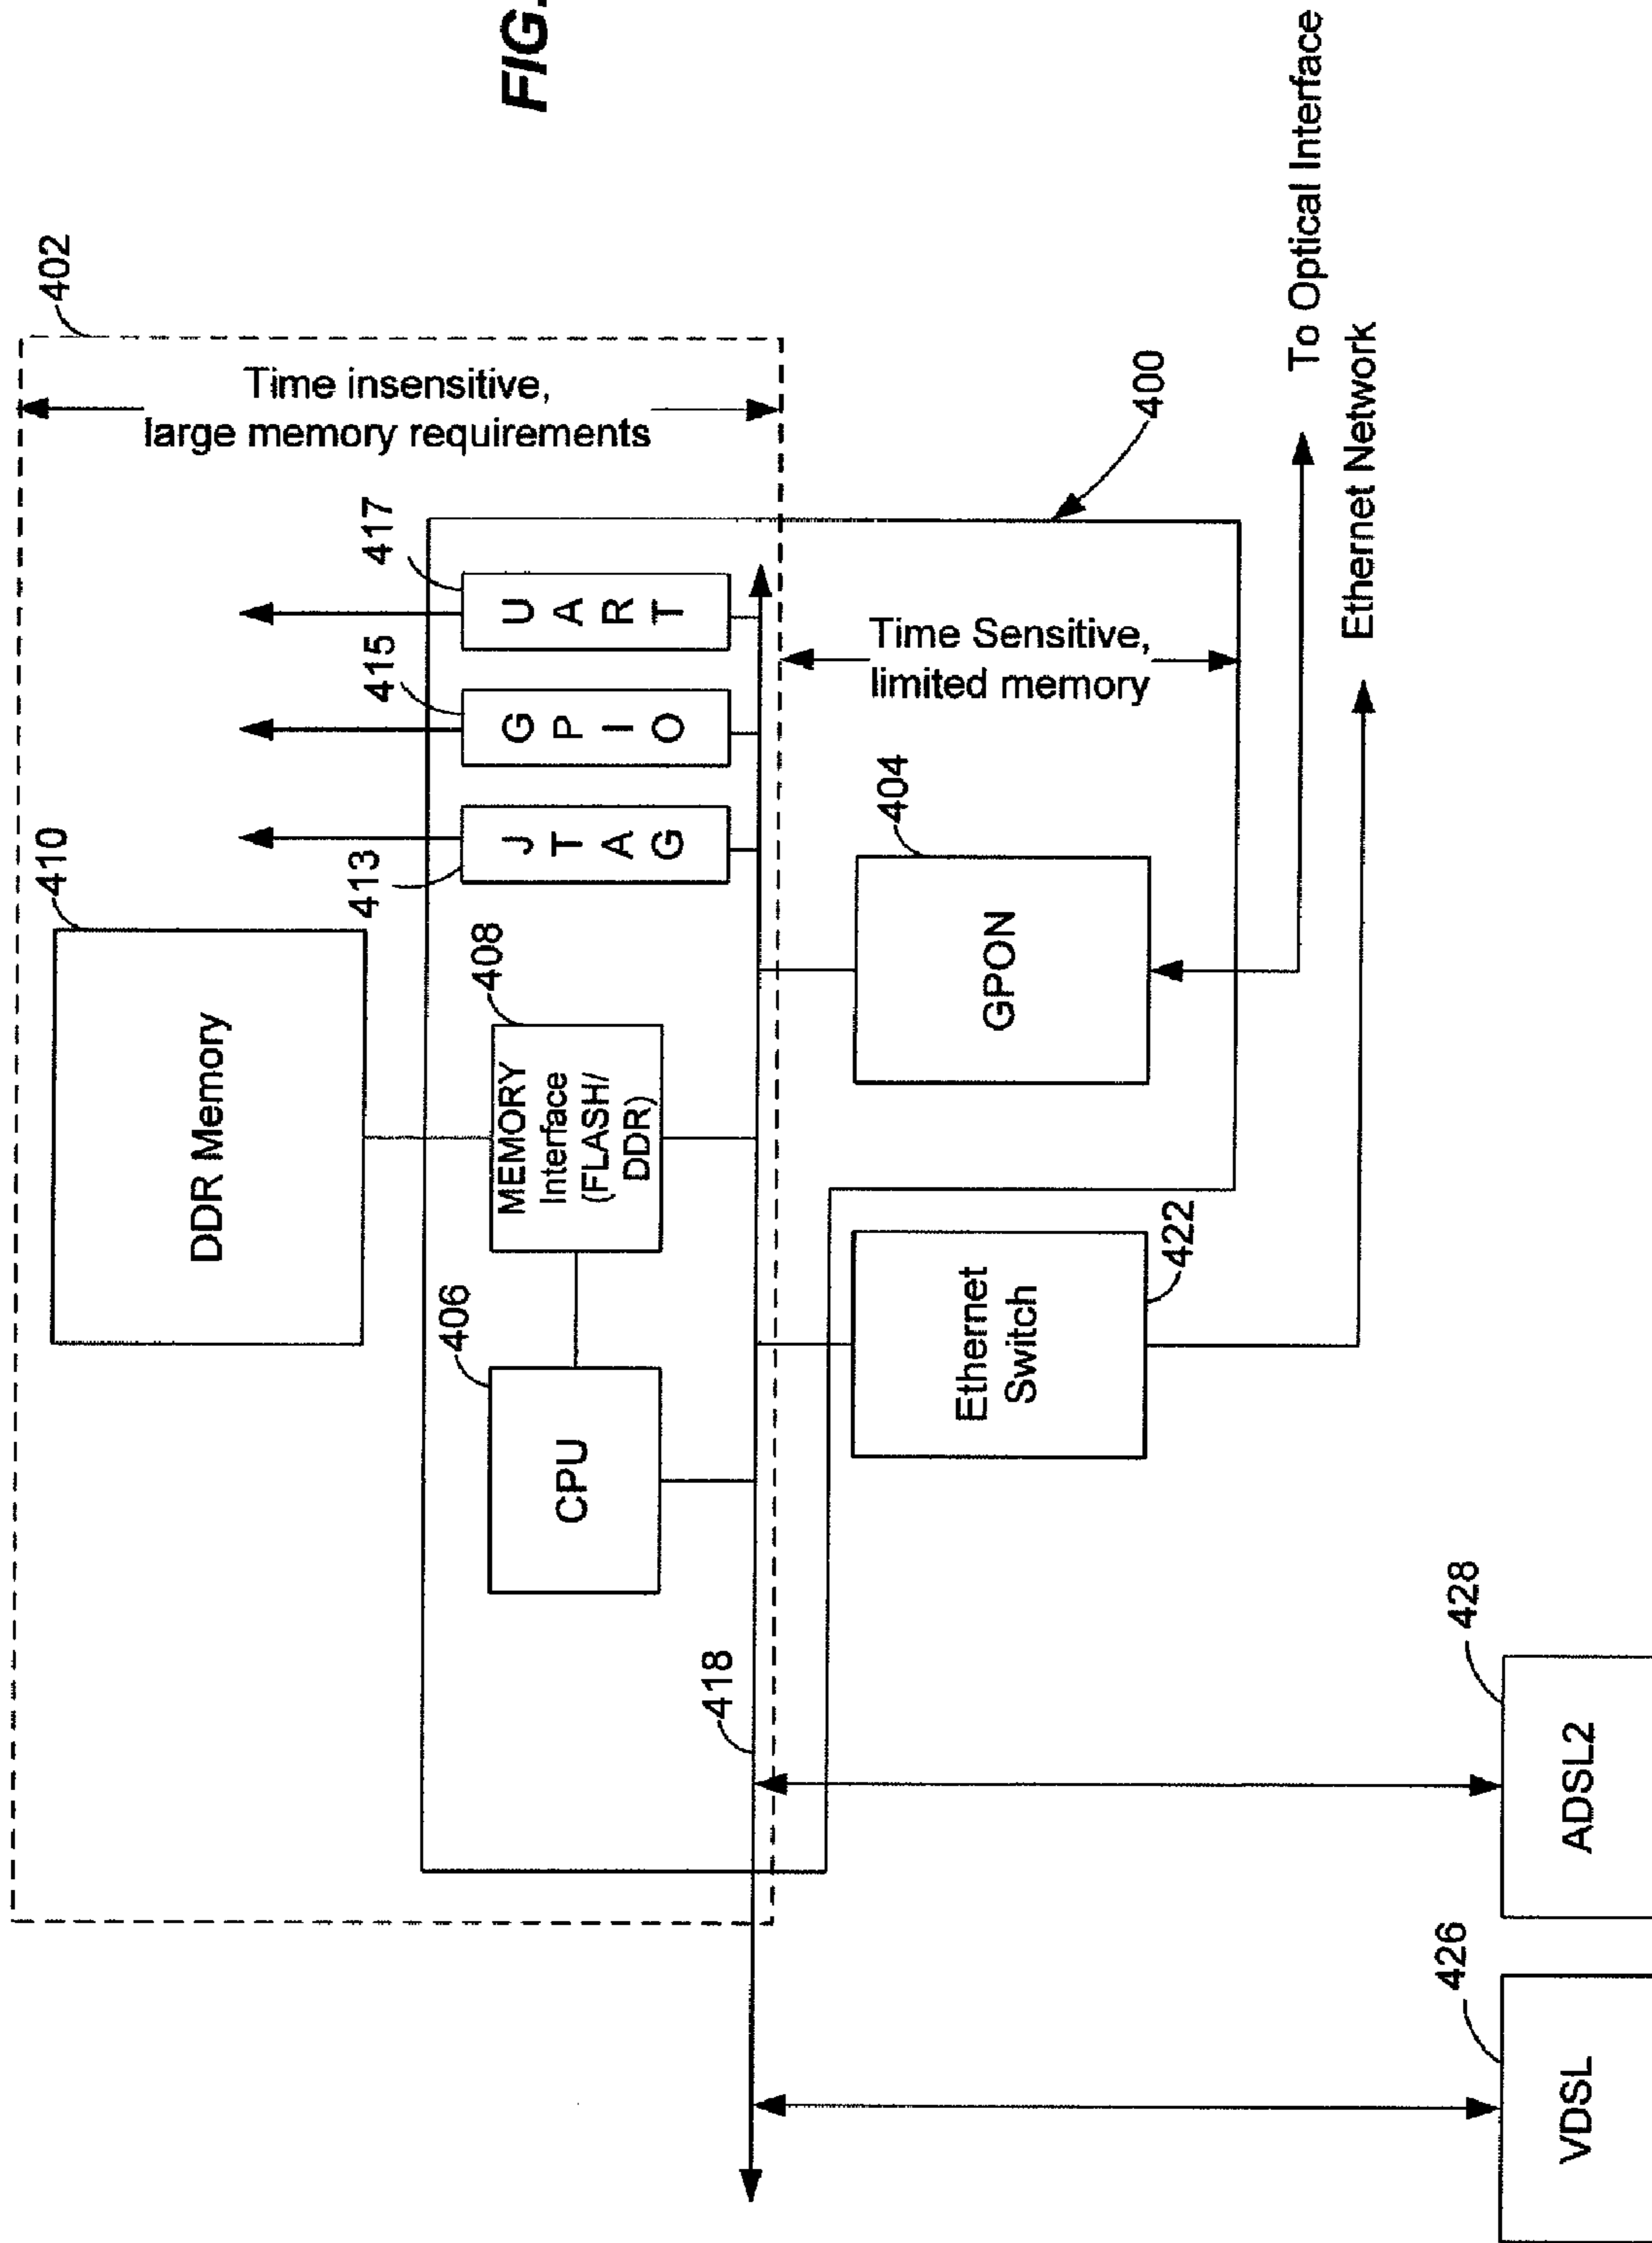 FIG.
402
Time insensitive,
large memory requirements
410
DDR Memory
417
415
413
U
A
R
T
G
P
I
O
J
T
A
G
408
MEMORY
Interface
(FLASH/
DDR)
406
CPU
418
400
Time Sensitive,
limited memory
404
GPON
Ethernet
Switch
422
To Optical Interface
Ethernet Network
428
ADSL2
426
VDSL